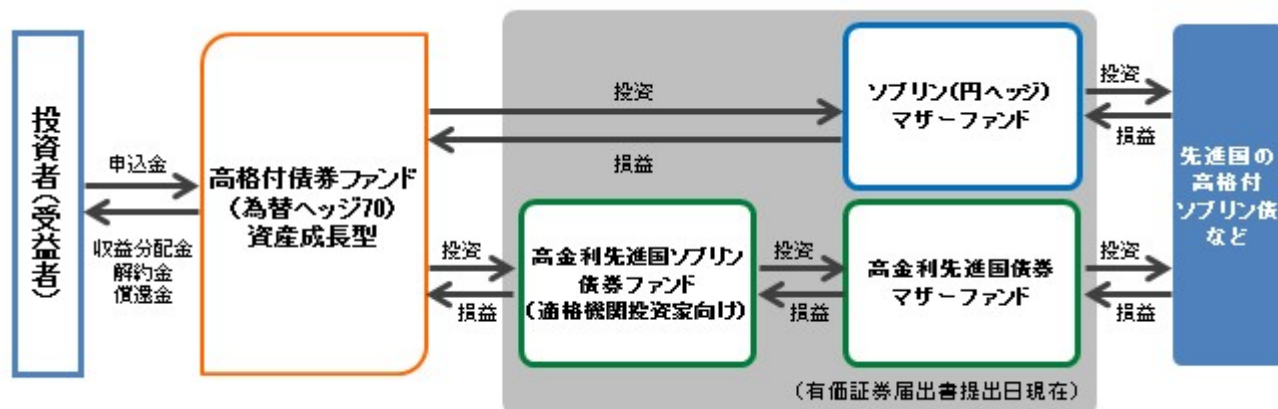 投資者(受益者)
申込金
収益分配金
解約金
償還金
高格付債券ファンド
(為替ヘッジ70)
資産成長型
投資
損益
ソブリン(円ヘッジ)
マザーファンド
投資
損益
投資
損益
高金利先進国ソブリン
債券ファンド
(適格機関投資家向け)
投資
損益
高金利先進国債券
マザーファンド
投資
損益
先進国の
高格付
ソブリン債
など
(有価証券届出書提出日現在)